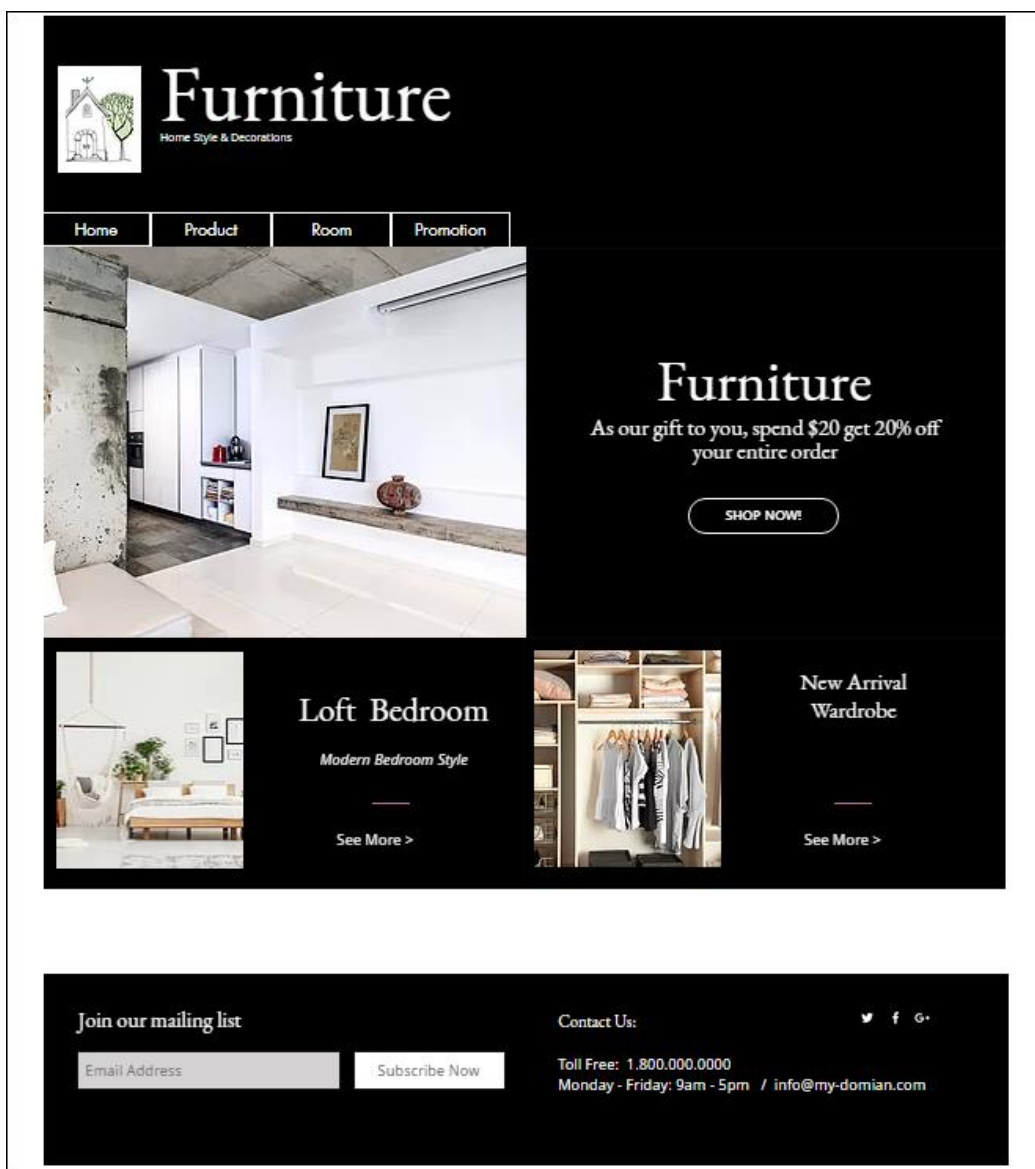 Furniture
Home Style & Decorations
Home
Product
Room
Promotion
Furniture
As our gift to you, spend $20 get 20% off
your entire order
SHOP NOW!
Loft Bedroom
Modern Bedroom Style
See More >
New Arrival
Wardrobe
See More >
Join our mailing list
Email Address
Subscribe Now
Contact Us:
f G+
Toll Free: 1.800.000.0000
Monday - Friday: 9am - 5pm / info@my-domian.com